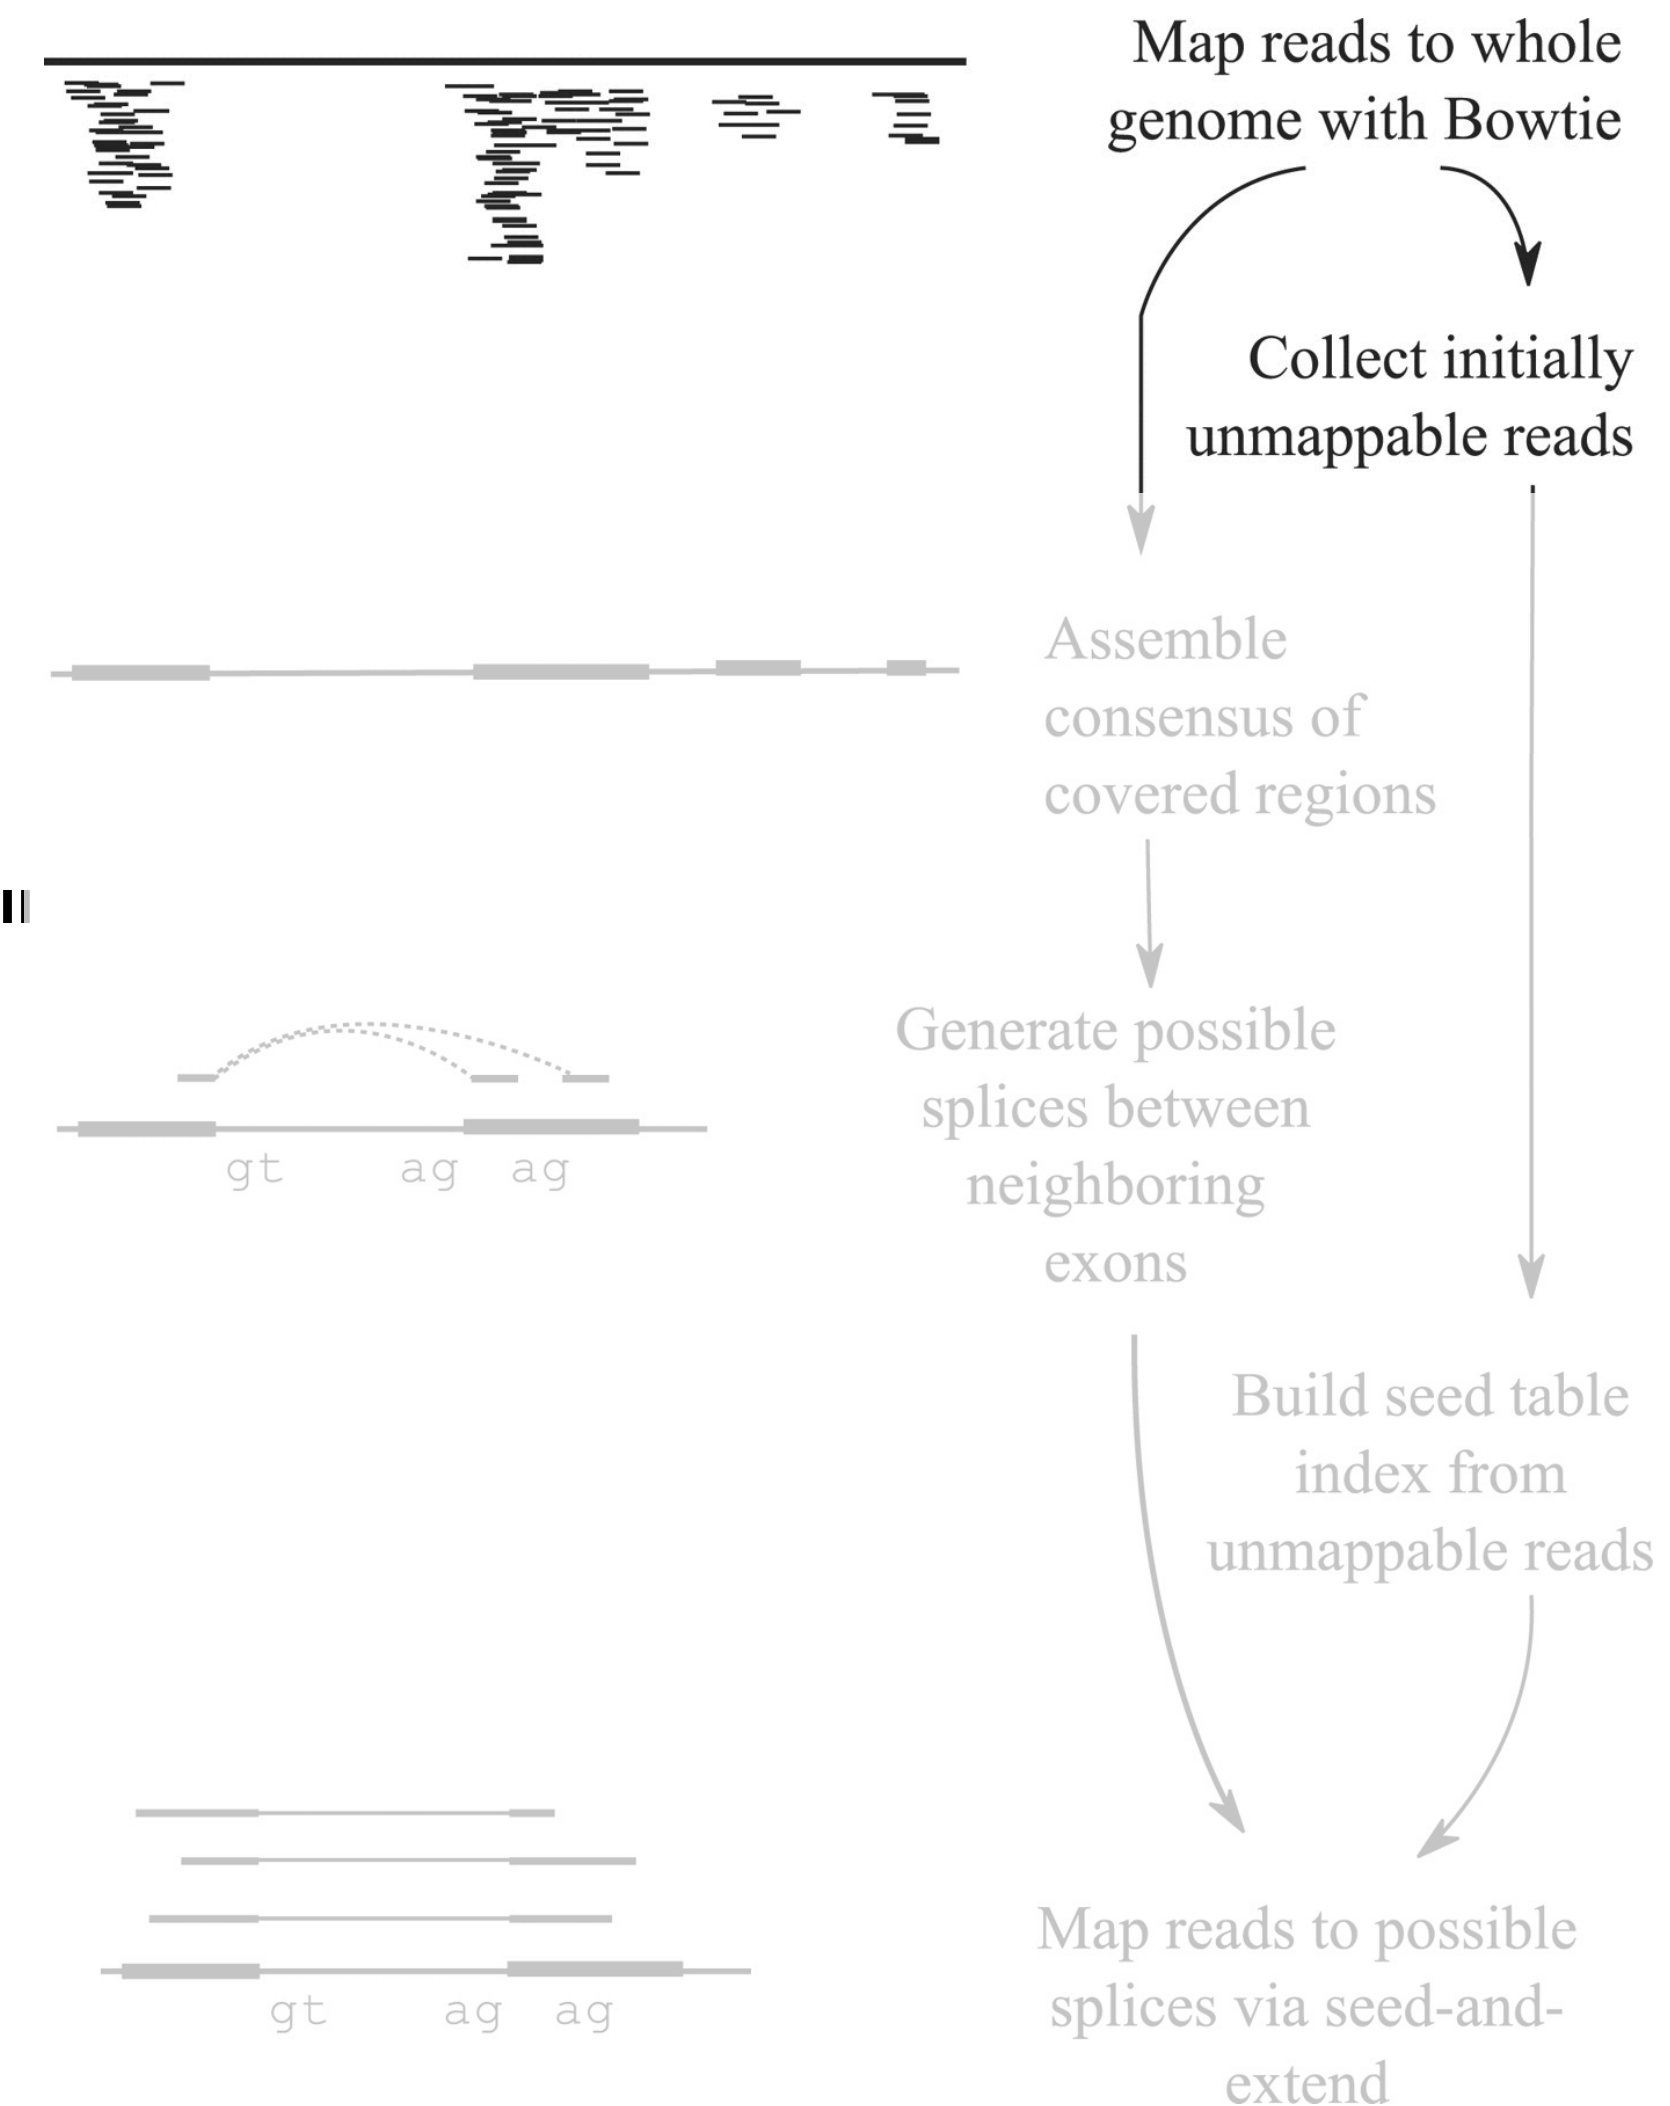 Map reads to whole
genome with Bowtie
Collect initially
unmappable reads
Assemble
consensus of
covered regions
Generate possible
splices between
neighboring
exons
gt ag ag
Build seed table
index from
unmappable reads
Map reads to possible
splices via seed-and-
extend
gt ag ag